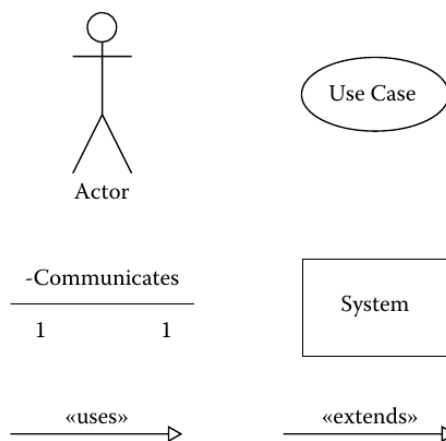 Use Case
Actor
-Communicates
1 1
System
«uses»
«extends»